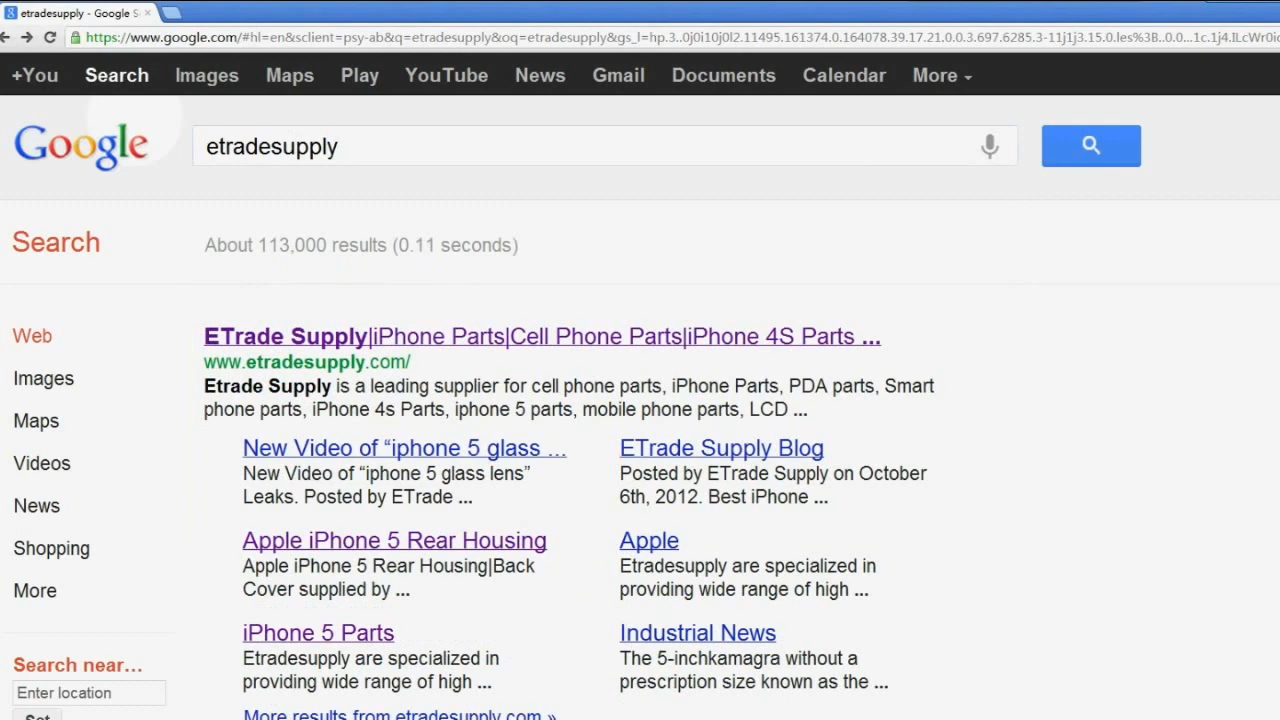 etradesupply - Google S
https://www.google.com/#hl=en&sclient=psy-ab&q=etradesupply&oq=etradesupply&gs_l=hp.3..0j0i10j0l2.11495.161374.0.164078.39.17.21.0.0.3.697.6285.3-11j1j3.15.0.les%3B..0.0...1c.1j4.
+You Search Images Maps Play YouTube News Gmail Documents Calendar More
Google
etradesupply
Search
About 113,000 results (0.11 seconds)
Web
Images
Maps
Videos
News
Shopping
More
Search near...
Enter location
Set
ETrade Supply|iPhone Parts|Cell Phone Parts|iPhone 4S Parts ...
www.etradesupply.com/
Etrade Supply is a leading supplier for cell phone parts, iPhone Parts, PDA parts, Smart
phone parts, iPhone 4s Parts, iphone 5 parts, mobile phone parts, LCD ...
New Video of “iphone 5 glass ...
New Video of “iphone 5 glass lens”
Leaks. Posted by ETrade ...
ETrade Supply Blog
Posted by ETrade Supply on October
6th, 2012. Best iPhone ...
Apple iPhone 5 Rear Housing
Apple iPhone 5 Rear Housing|Back
Cover supplied by ...
Apple
Etradesupply are specialized in
providing wide range of high ...
iPhone 5 Parts
Etradesupply are specialized in
providing wide range of high ...
Industrial News
The 5-inchkamagra without a
prescription size known as the ...
More results from etradesupply.com »